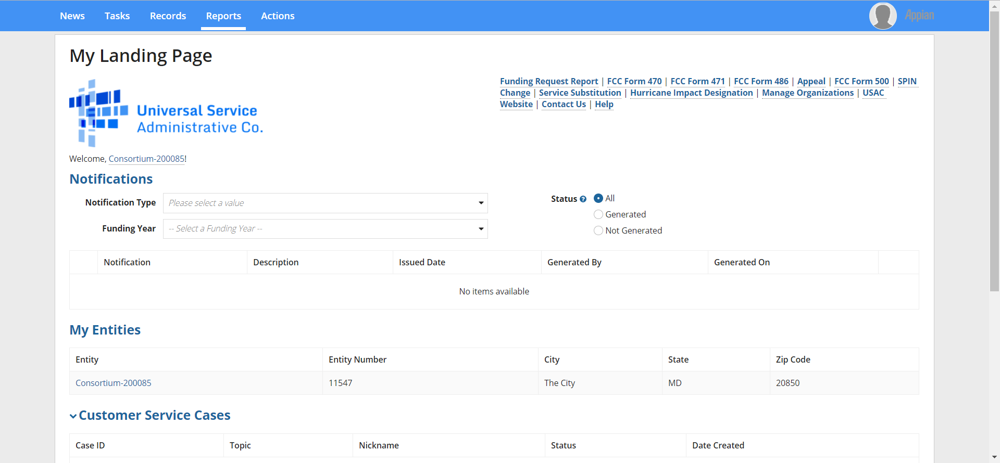 News Tasks Records Reports Actions
Appian
My Landing Page
Universal Service
Administrative Co.
Funding Request Report | FCC Form 470 | FCC Form 471 | FCC Form 486 | Appeal | FCC Form 500 | SPIN
Change | Service Substitution | Hurricane Impact Designation | Manage Organizations | USAC
Website | Contact Us | Help
Welcome, Consortium-200085!
Notifications
Notification Type Please select a value
Funding Year -- Select a Funding Year --
Status ? All
Generated
Not Generated
Notification Description Issued Date Generated By Generated On
No items available
My Entities
Entity Entity Number City State Zip Code
Consortium-200085 11547 The City MD 20850
Customer Service Cases
Case ID Topic Nickname Status Date Created